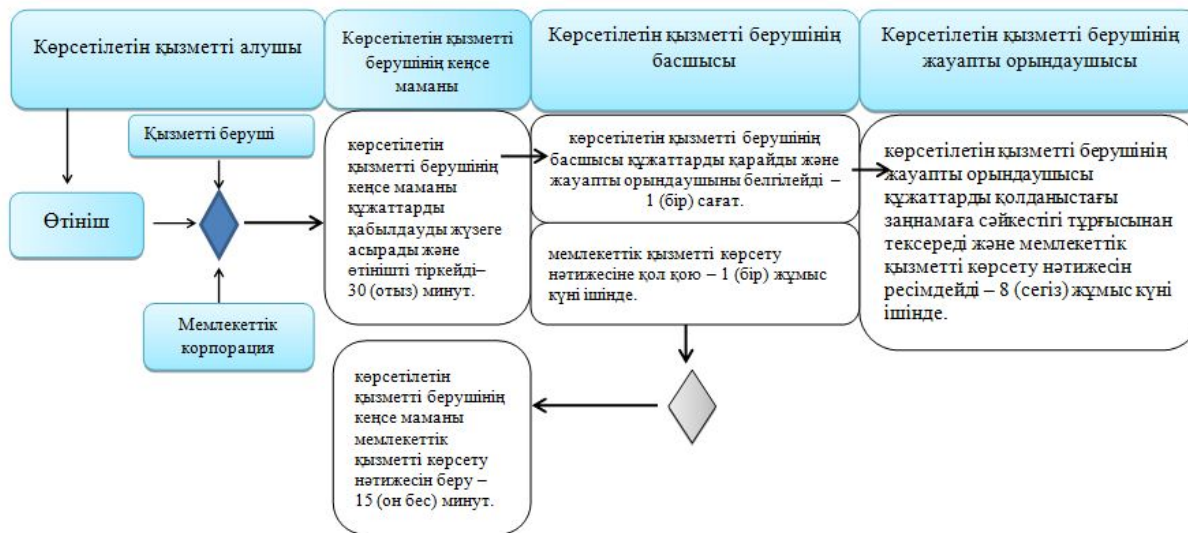 Көрсетілетін қызметті алушы
Көрсетілетін қызметті
берушінің кеңсе
маманы
Көрсетілетін қызметті берушінің
басшысы
Көрсетілетін қызметті берушінің
жауапты орындаушысы
Қызметті беруші
Өтініш
Мемлекеттік
корпорация
көрсетілетін
қызметті берушінің
кеңсе маманы
құжаттарды
қабылдауды жүзеге
асырады және
өтінішті тіркейді–
30 (отыз) минут.
көрсетілетін қызметті берушінің
басшысы құжаттарды қарайды және
жауапты орындаушыны белгілейді –
1 (бір) сағат.
мемлекеттік қызметті көрсету
нәтижесіне қол қою – 1 (бір) жұмыс
күні ішінде.
көрсетілетін қызметті берушінің
жауапты орындаушысы
құжаттарды қолданыстағы
заңнамаға сәйкестігі тұрғысынан
тексереді және мемлекеттік
қызметті көрсету нәтижесін
ресімдейді – 8 (сегіз) жұмыс күні
ішінде.
көрсетілетін
қызметті берушінің
кеңсе маманы
мемлекеттік
қызметті көрсету
нәтижесін беру –
15 (он бес) минут.